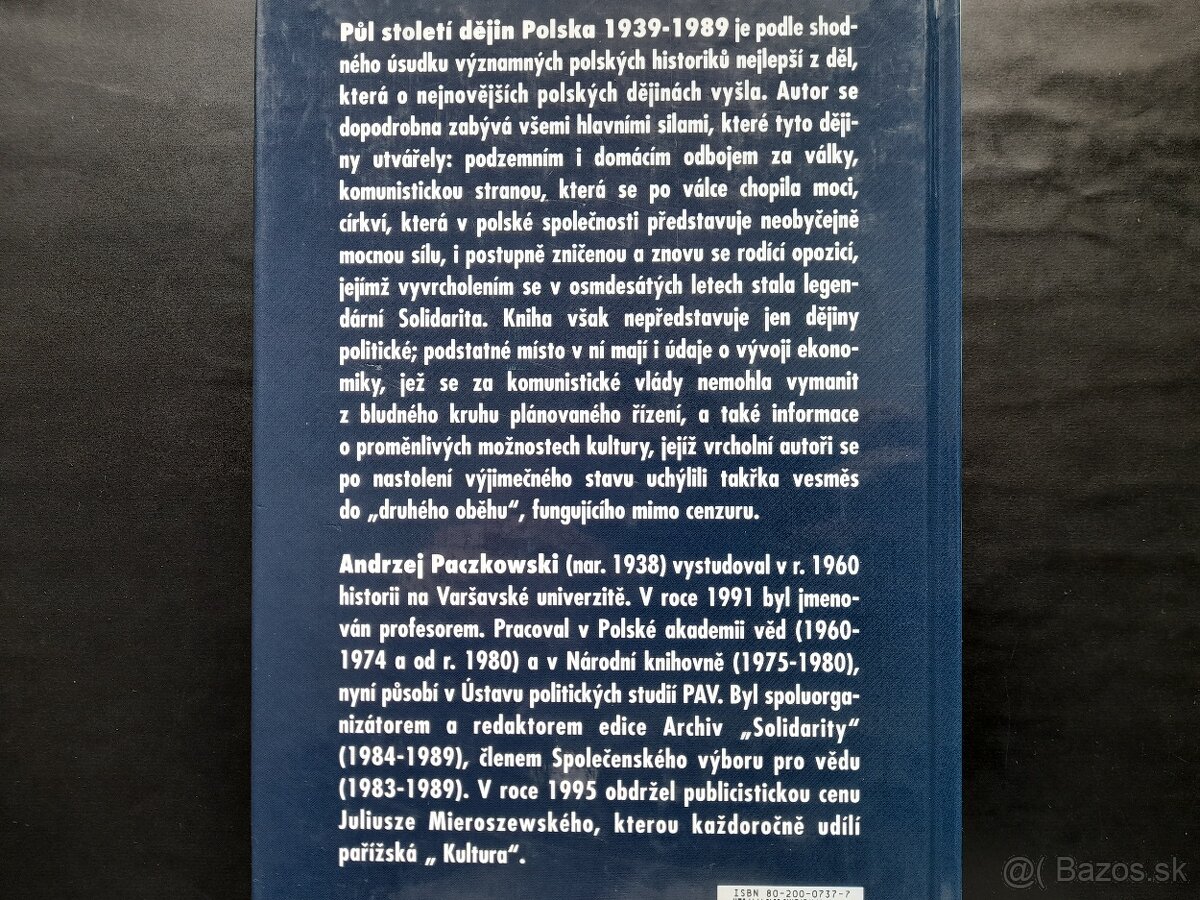 Půl století dějin Polska 1939-1989 je podle shod-
ného úsudku významných polských historiků nejlepší z děl,
která o nejnovějších polských dějinách vyšla. Autor se
dopodrobna zabývá všemi hlavními silami, které tyto ději-
ny utvářely: podzemním i domácím odbojem za války,
komunistickou stranou, která se po válce chopila moci,
církví, která v polské společnosti představuje neobyčejně
mocnou sílu, i postupně zničenou a znovu se rodící opozicí,
jejímž vyvrcholením se v osmdesátých letech stala legen-
dární Solidarita. Kniha však nepředstavuje jen dějiny
politické; podstatné místo v ní mají i údaje o vývoji ekono-
miky, jež se za komunistické vlády nemohla vymanit
z bludného kruhu plánovaného řízení, a také informace
o proměnlivých možnostech kultury, jejíž vrcholní autoři se
po nastolení výjimečného stavu uchýlili takřka vesměs
do „druhého oběhu“, fungujícího mimo cenzuru.
Andrzej Paczkowski (nar. 1938) vystudoval v r. 1960
historii na Varšavské univerzitě. V roce 1991 byl jmeno-
ván profesorem. Pracoval v Polské akademii věd (1960-
1974 a od r. 1980) a v Národní knihovně (1975-1980),
nyní působí v Ústavu politických studií PAV. Byl spoluorga-
nizátorem a redaktorem edice Archiv „Solidarity“
(1984-1989), členem Společenského výboru pro vědu
(1983-1989). V roce 1995 obdržel publicistickou cenu
Juliusze Mieroszewského, kterou každoročně udílí
pařížská „ Kultura“.
ISBN 80-200-0737-7
@( Bazos.sk